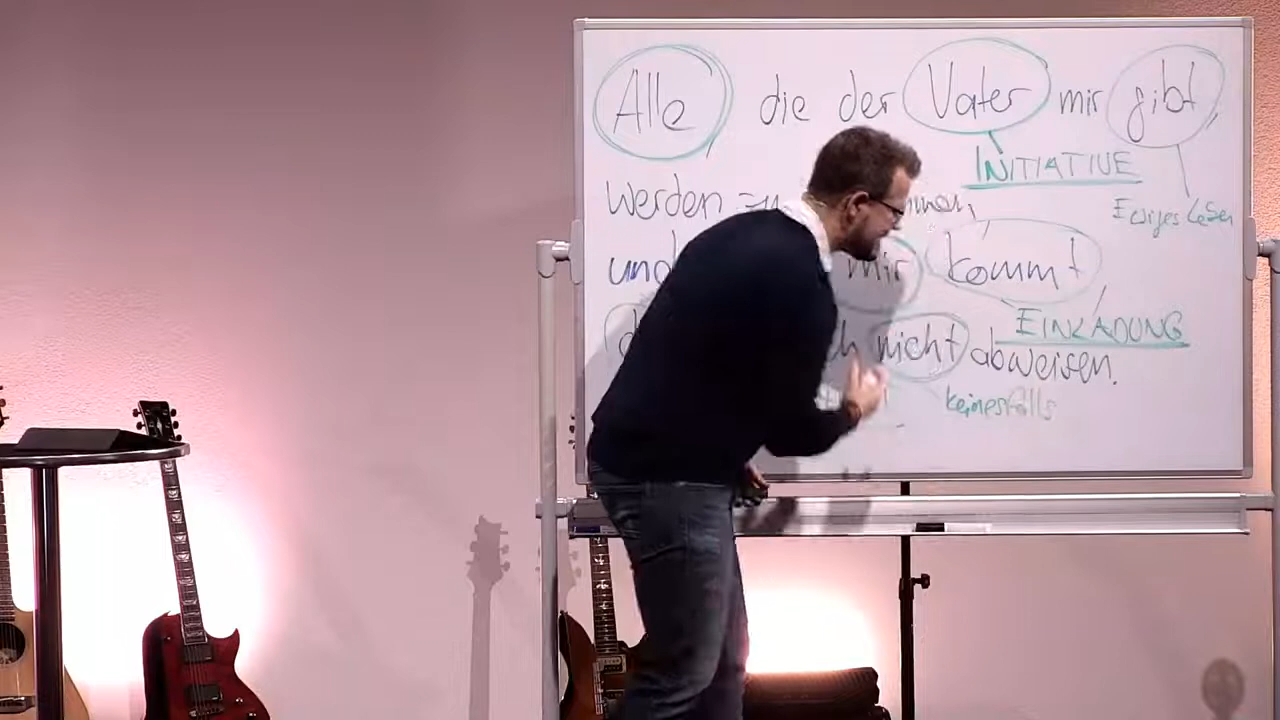 Alle die der Vater mir gibt,
INITIATIVE
werden
Ewiges Leben
und mir kommt
EINLADUNG
nicht abweisen.
keinesfalls